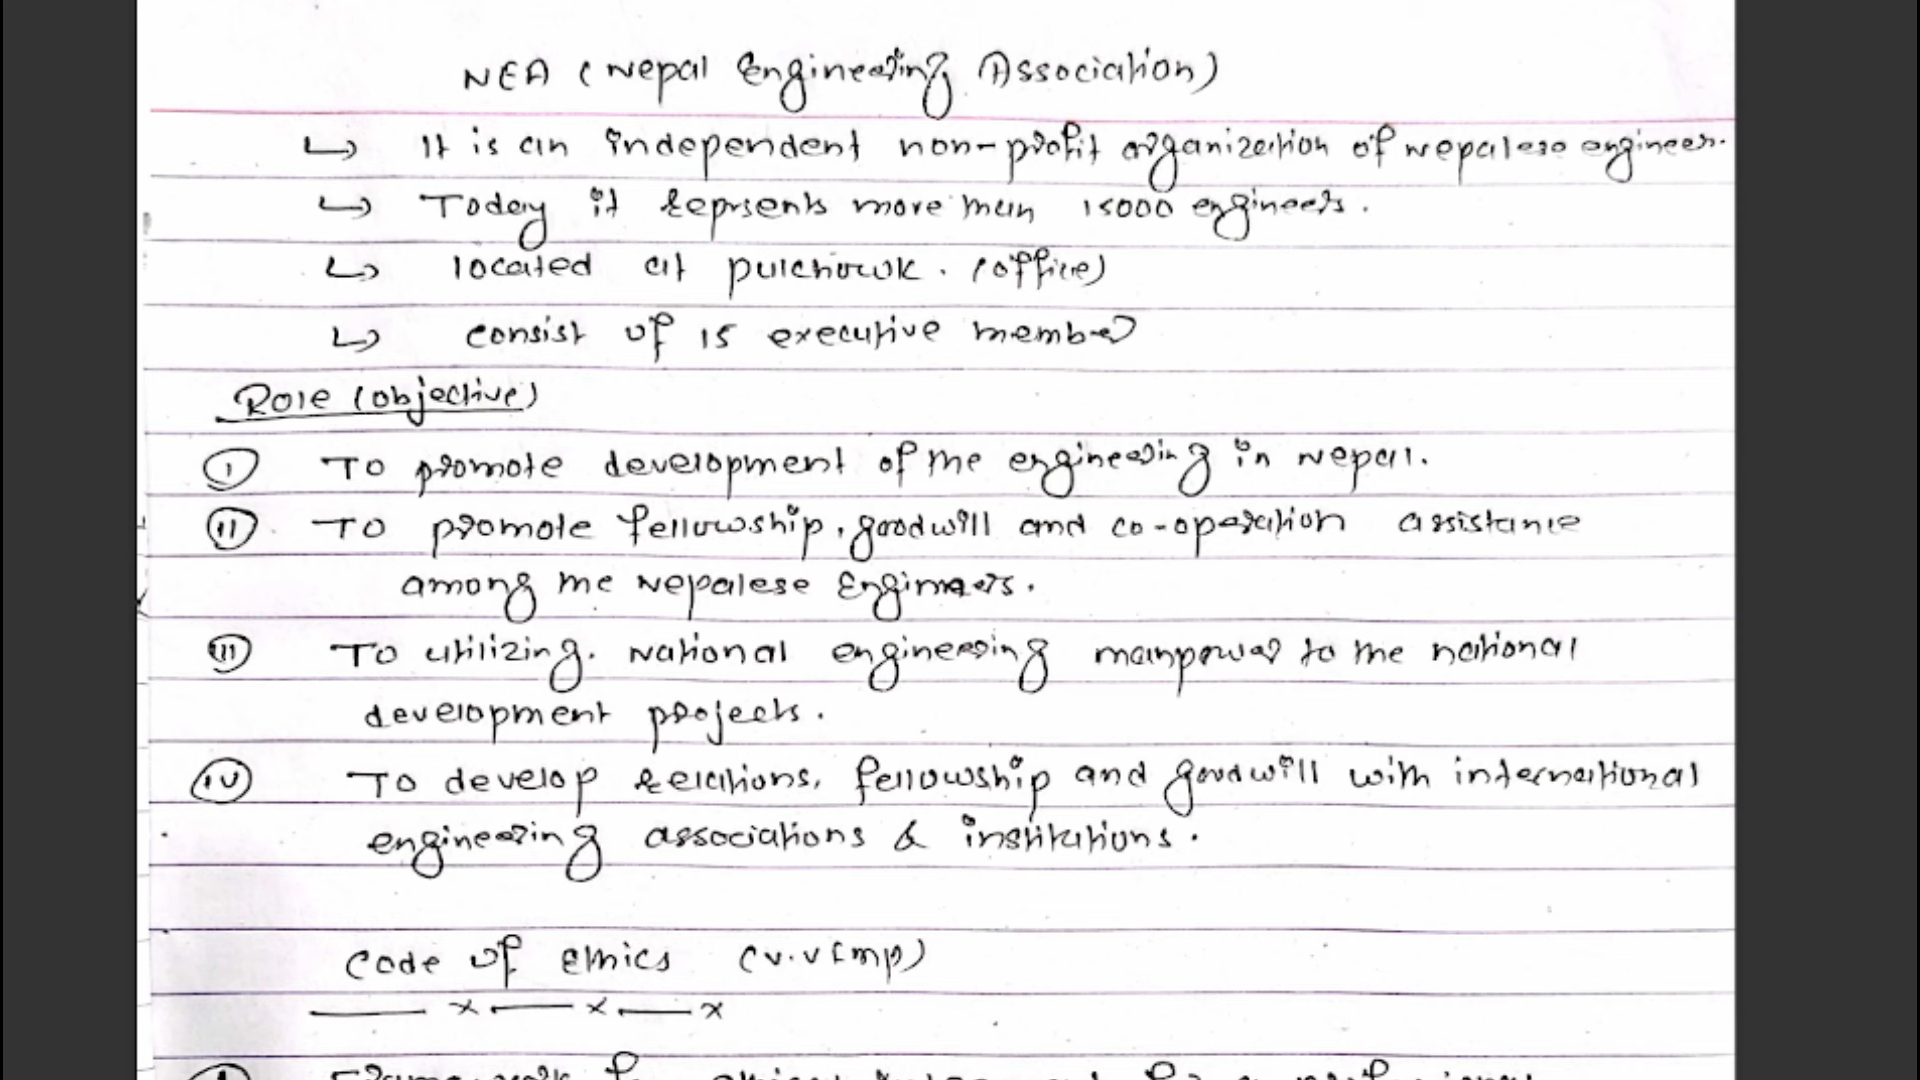 NEA (Nepal Engineering Association)
↳ It is an independent non-profit organization of nepalese engineer.
↳ Today it reprsents more than 15000 engineers.
↳ located at pulchowk. (office)
↳ consist of 15 executive member
Role (objective)
(I) To promote development of the engineering in Nepal.
(II) To promote fellowship, goodwill and co-operation assistance
among the Nepalese Engineers.
(III) To utilizing. National engineering manpower to the national
development projects.
(IV) To develop relations, fellowship and goodwill with international
engineering associations & institutions.
Code of ethics (v.v Imp)
for